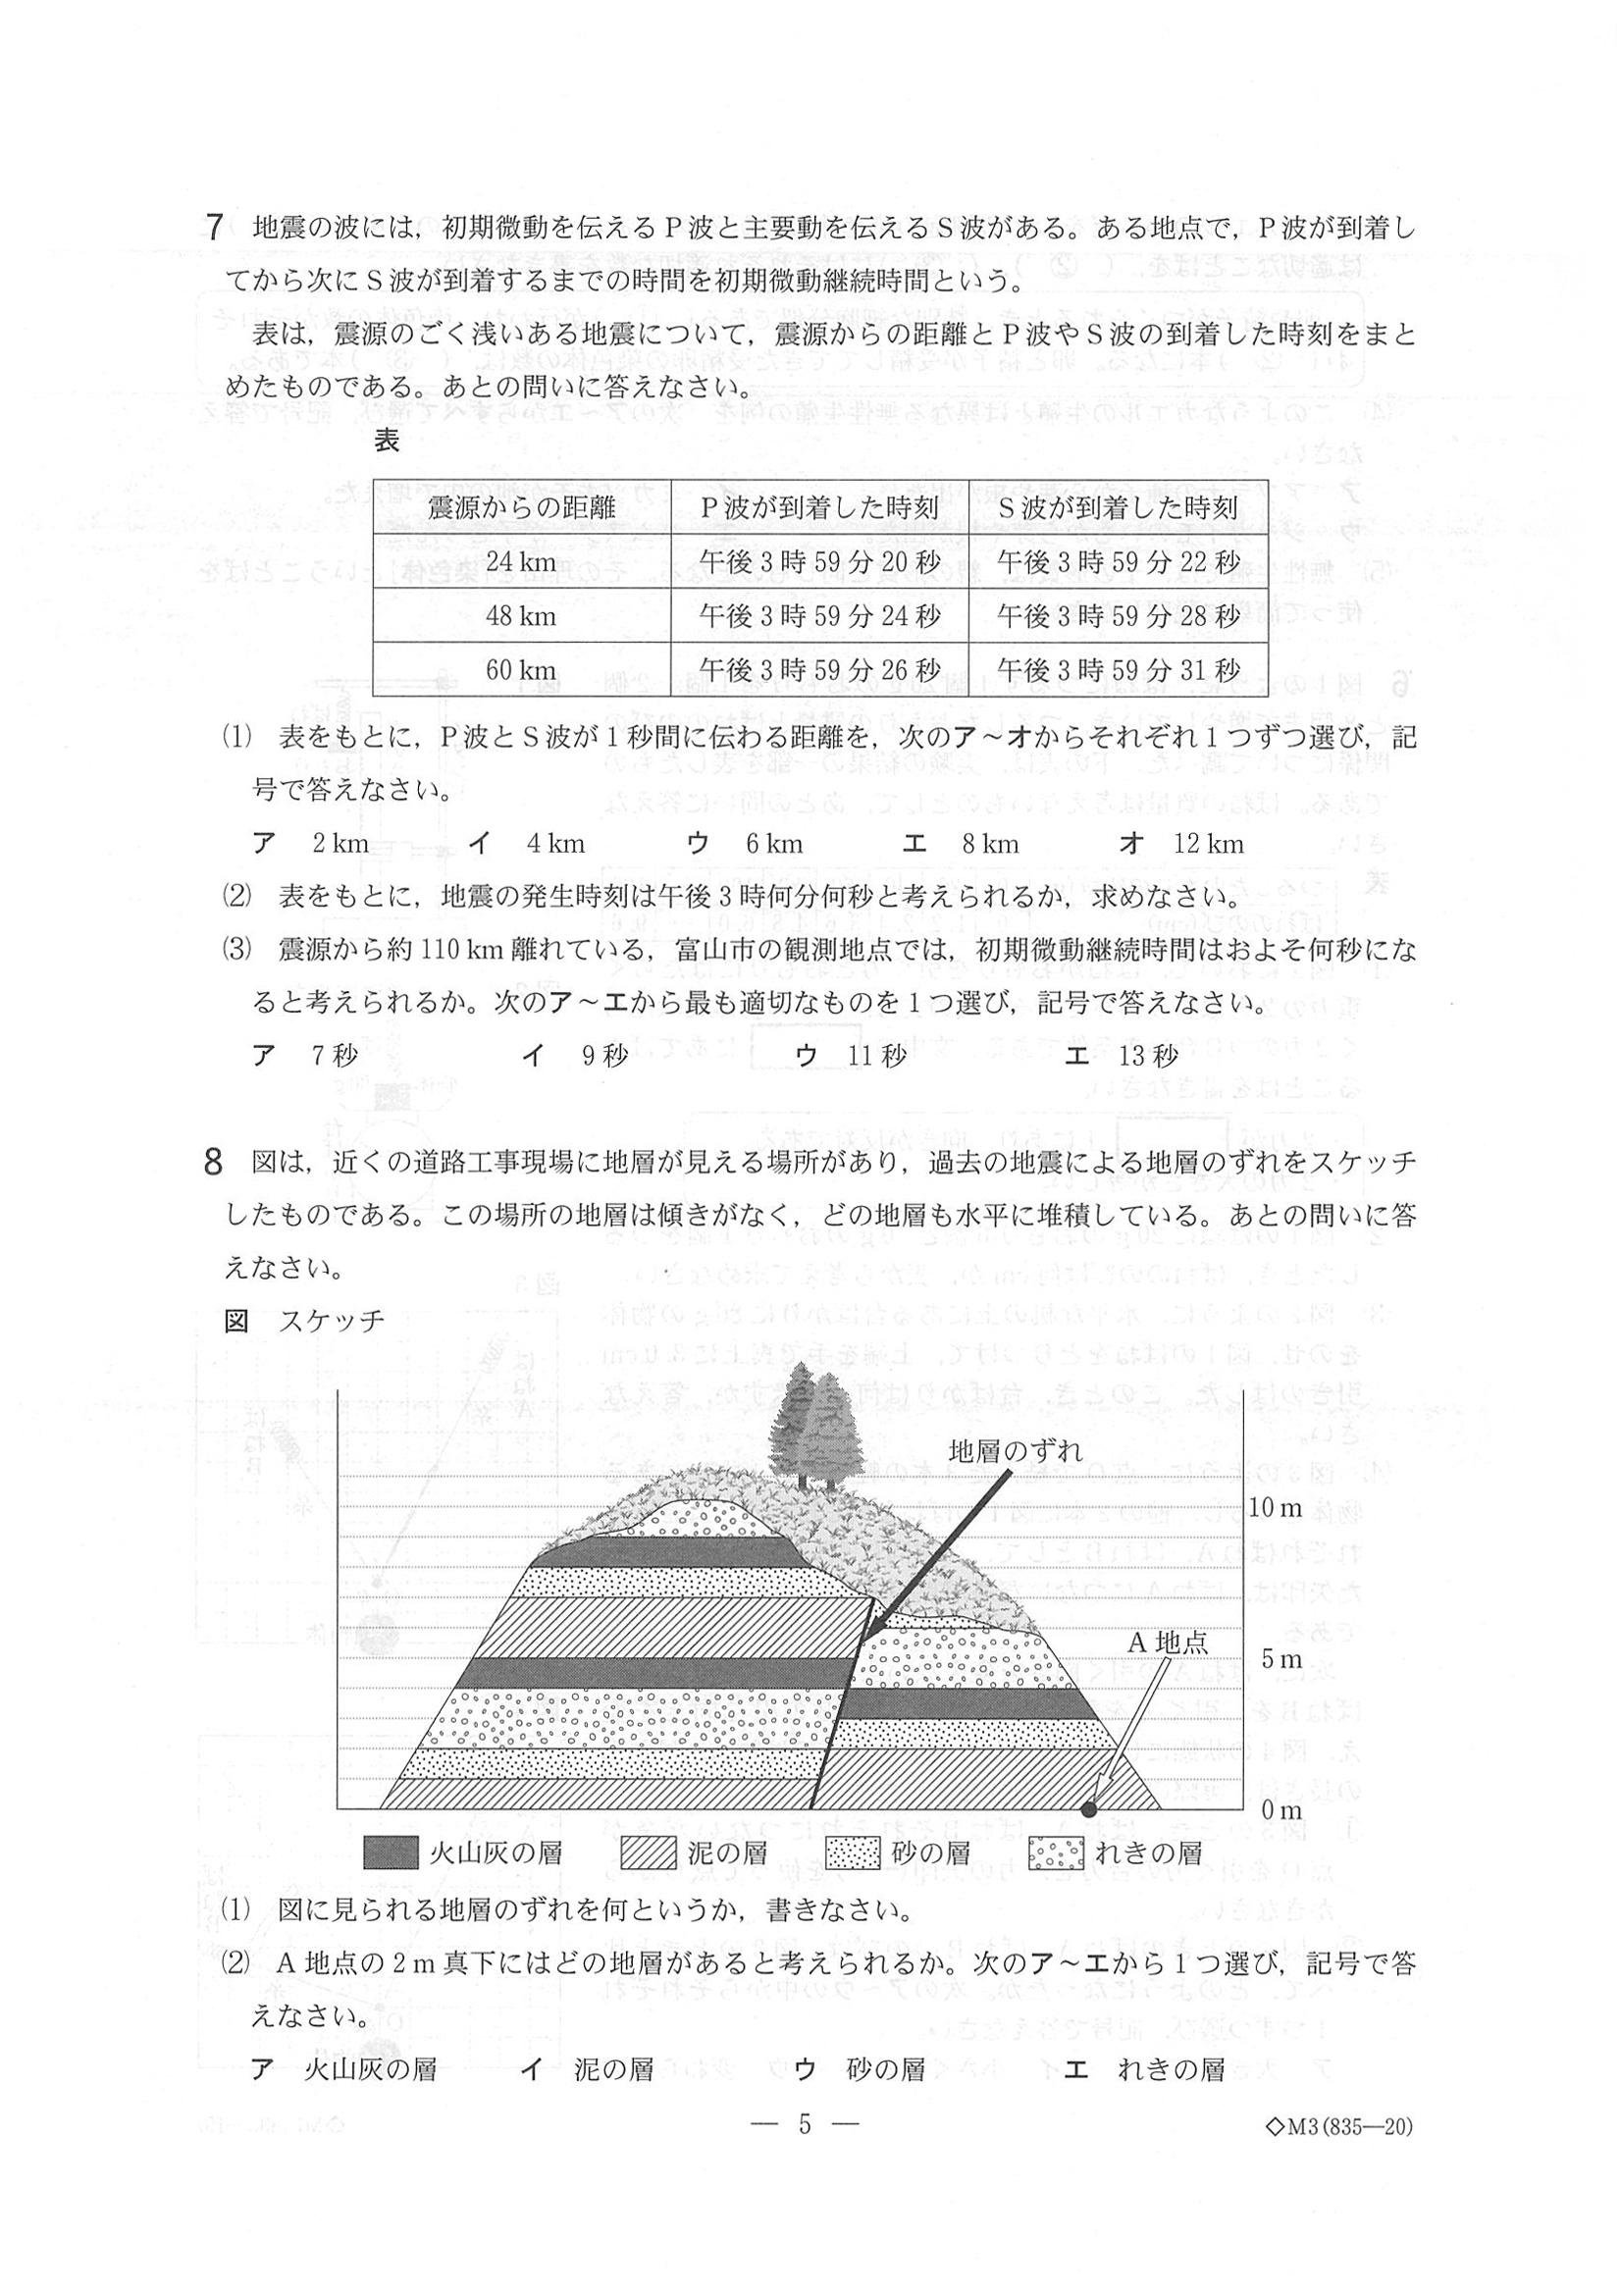 7 地震の波には，初期微動を伝えるＰ波と主要動を伝えるＳ波がある。ある地点で，Ｐ波が到着し
てから次にＳ波が到着するまでの時間を初期微動継続時間という。
表は，震源のごく浅いある地震について，震源からの距離とＰ波やＳ波の到着した時刻をまと
めたものである。あとの問いに答えなさい。
表
震源からの距離 Ｐ波が到着した時刻 Ｓ波が到着した時刻
24 km 午後 3 時 59 分 20 秒 午後 3 時 59 分 22 秒
48 km 午後 3 時 59 分 24 秒 午後 3 時 59 分 28 秒
60 km 午後 3 時 59 分 26 秒 午後 3 時 59 分 31 秒
(1) 表をもとに，Ｐ波とＳ波が１秒間に伝わる距離を，次のア～オからそれぞれ１つずつ選び，記
号で答えなさい。
ア 2 km イ 4 km ウ 6 km エ 8 km オ 12 km
(2) 表をもとに，地震の発生時刻は午後３時何分何秒と考えられるか，求めなさい。
(3) 震源から約 110 km 離れている，富山市の観測地点では，初期微動継続時間はおよそ何秒にな
ると考えられるか。次のア～エから最も適切なものを１つ選び，記号で答えなさい。
ア 7 秒 イ 9 秒 ウ 11 秒 エ 13 秒
8 図は，近くの道路工事現場に地層が見える場所があり，過去の地震による地層のずれをスケッチ
したものである。この場所の地層は傾きがなく，どの地層も水平に堆積している。あとの問いに答
えなさい。
図 スケッチ
地層のずれ
10 m
A 地点
5 m
0 m
火山灰の層 泥の層 砂の層 れきの層
(1) 図に見られる地層のずれを何というか，書きなさい。
(2) A 地点の 2 m 真下にはどの地層があると考えられるか。次のア～エから１つ選び，記号で答
えなさい。
ア 火山灰の層 イ 泥の層 ウ 砂の層 エ れきの層
— 5 —
◇M3(835—20)